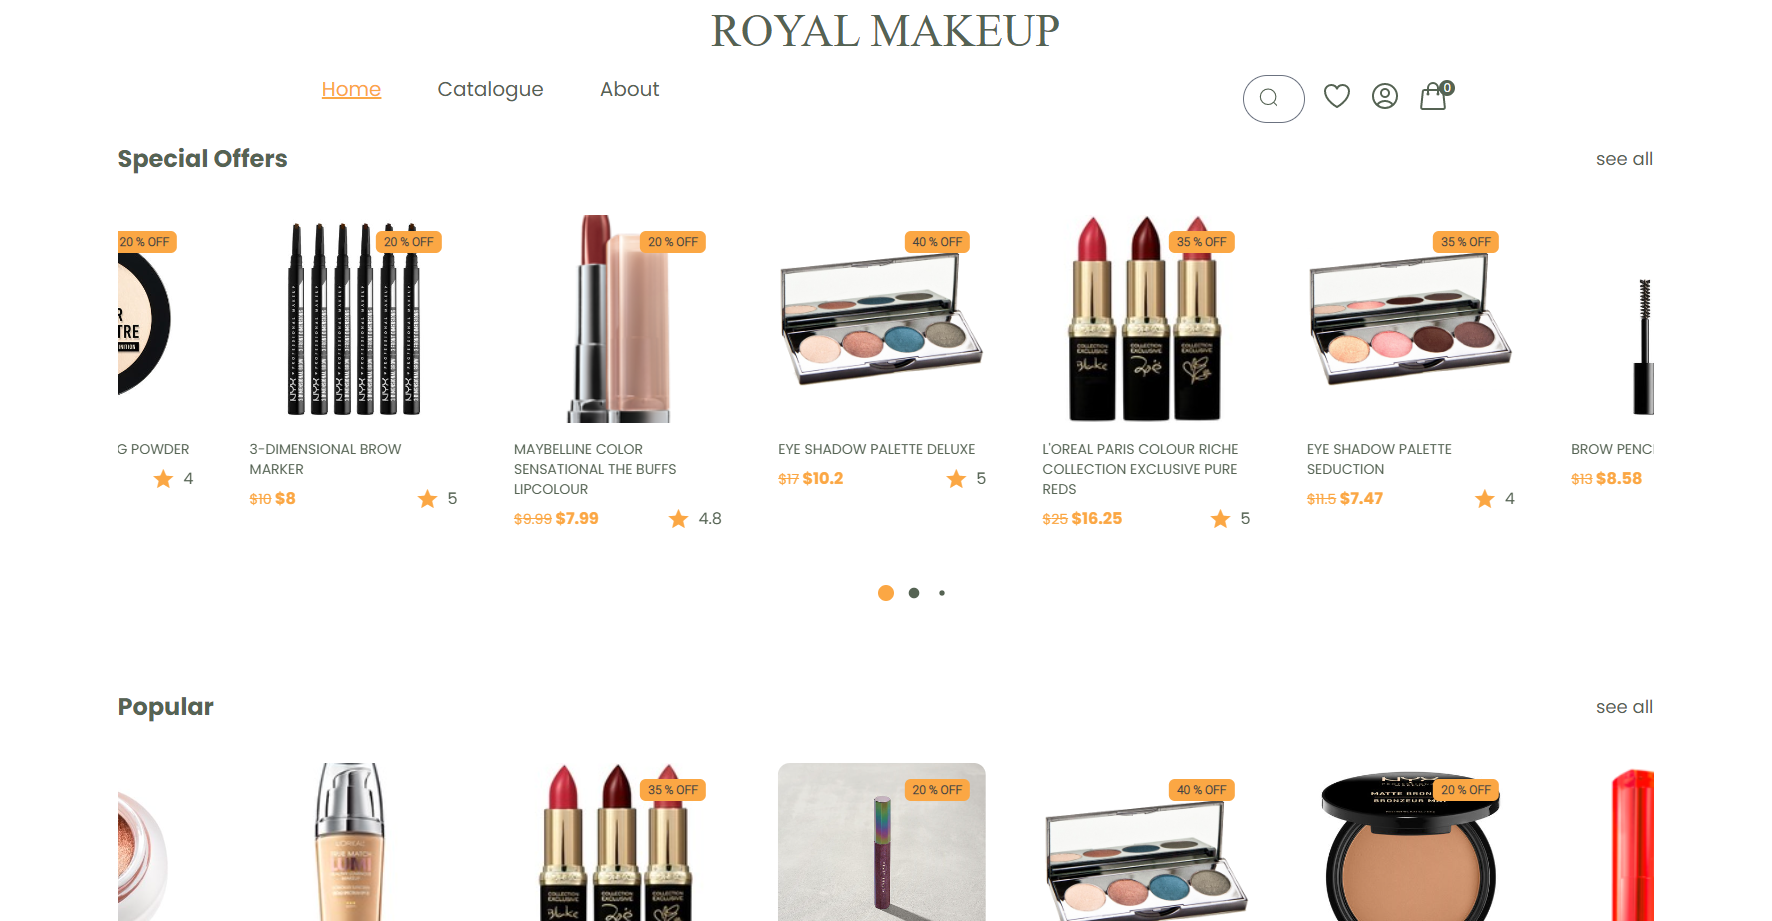 ROYAL MAKEUP
Home
Catalogue
About
0
Special Offers
see all
20 % OFF
20 % OFF
20 % OFF
40 % OFF
35 % OFF
35 % OFF
G POWDER
4
3-DIMENSIONAL BROW
MARKER
$10 $8
5
MAYBELLINE COLOR
SENSATIONAL THE BUFFS
LIPCOLOUR
$9.99 $7.99
4.8
EYE SHADOW PALETTE DELUXE
$17 $10.2
5
L'OREAL PARIS COLOUR RICHE
COLLECTION EXCLUSIVE PURE
REDS
$25 $16.25
5
EYE SHADOW PALETTE
SEDUCTION
$11.5 $7.47
4
BROW PENC
$13 $8.58
Popular
see all
35 % OFF
20 % OFF
40 % OFF
20 % OFF